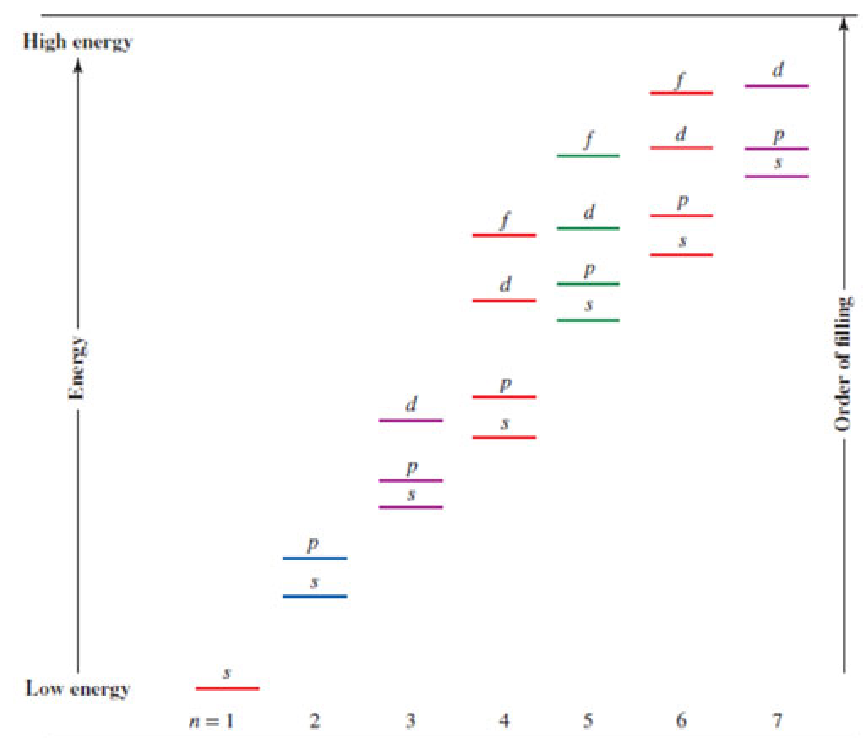 High energy
d
f
f
d
p
s
p
f
d
s
p
d
s
p
d
s
p
s
p
s
p
s
s
Energy
Order of filling
Low energy
n = 1 2 3 4 5 6 7